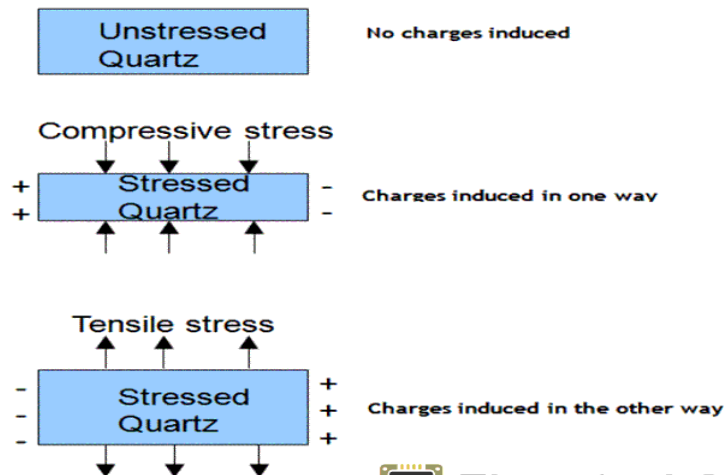 Unstressed
Quartz
No charges induced
Compressive stress
+ Stressed -
+ Quartz -
Charges induced in one way
Tensile stress
- +
- Stressed +
Quartz
- +
Charges induced in the other way